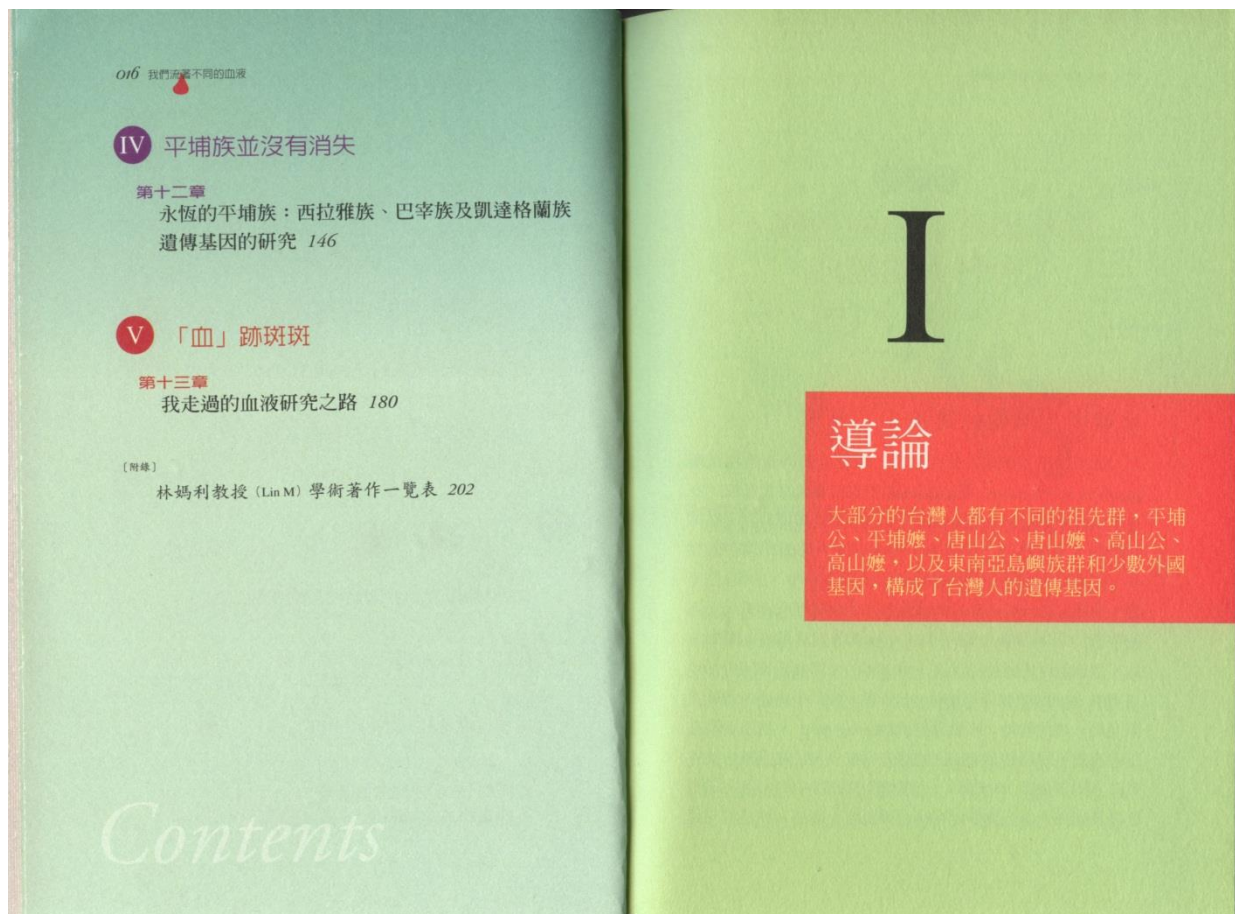 016 我們流著不同的血液
IV 平埔族並沒有消失
第十二章
永恆的平埔族：西拉雅族、巴宰族及凱達格蘭族
遺傳基因的研究 146
V 「血」跡斑斑
第十三章
我走過的血液研究之路 180
〔附錄〕
林媽利教授（Lin M）學術著作一覽表 202
Contents
I
導論
大部分的台灣人都有不同的祖先群，平埔
公、平埔嬤、唐山公、唐山嬤、高山公、
高山嬤，以及東南亞島嶼族群和少數外國
基因，構成了台灣人的遺傳基因。